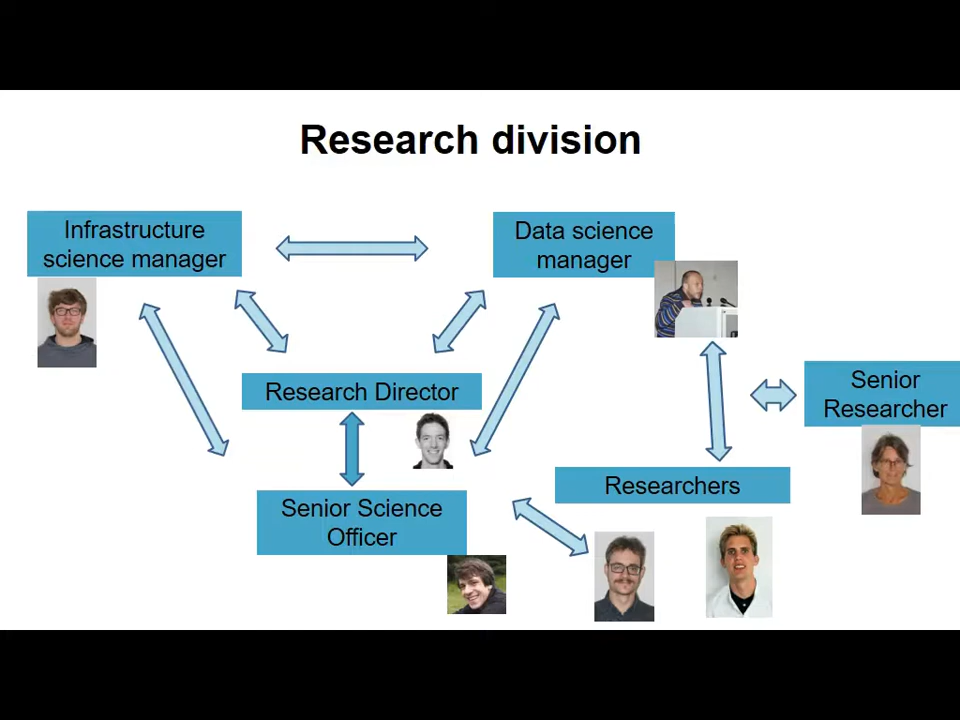 Research division
Infrastructure
science manager
Data science
manager
Research Director
Senior
Researcher
Researchers
Senior Science
Officer